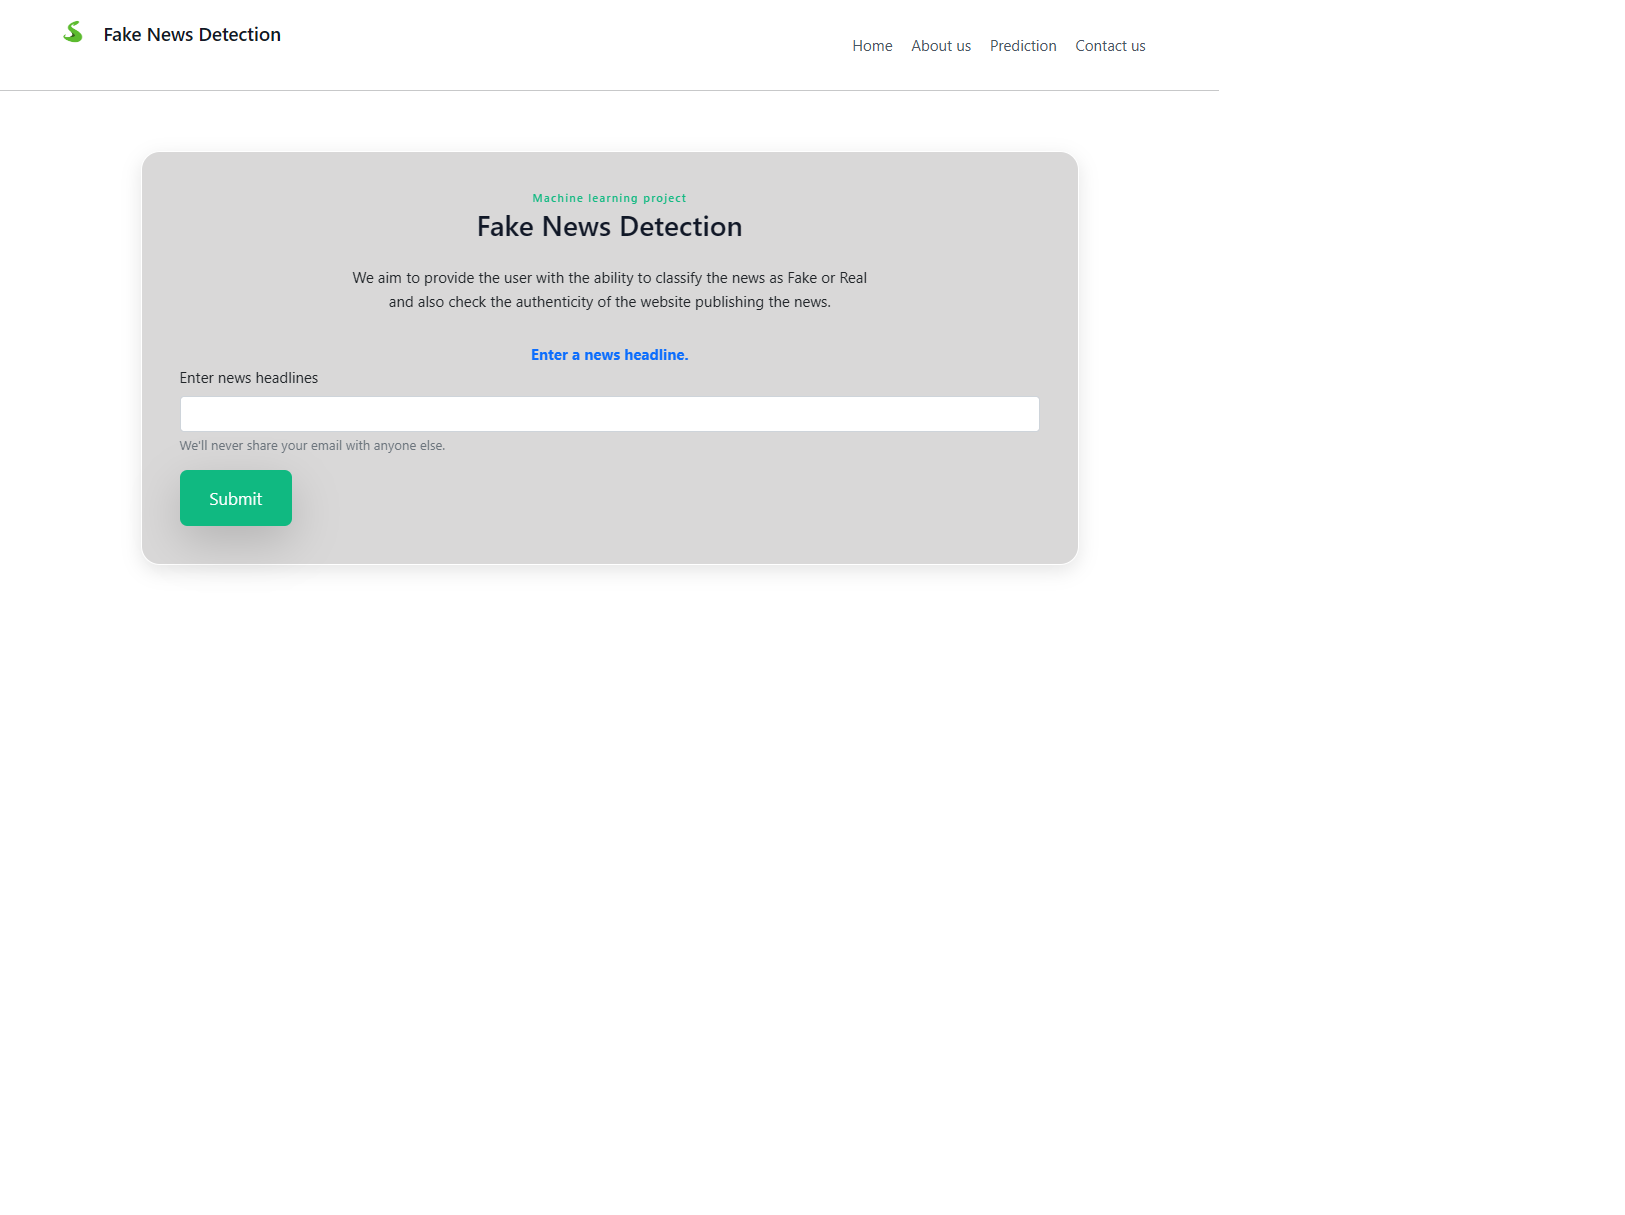 Fake News Detection
Home About us Prediction Contact us
Machine learning project
Fake News Detection
We aim to provide the user with the ability to classify the news as Fake or Real
and also check the authenticity of the website publishing the news.
Enter a news headline.
Enter news headlines
We'll never share your email with anyone else.
Submit